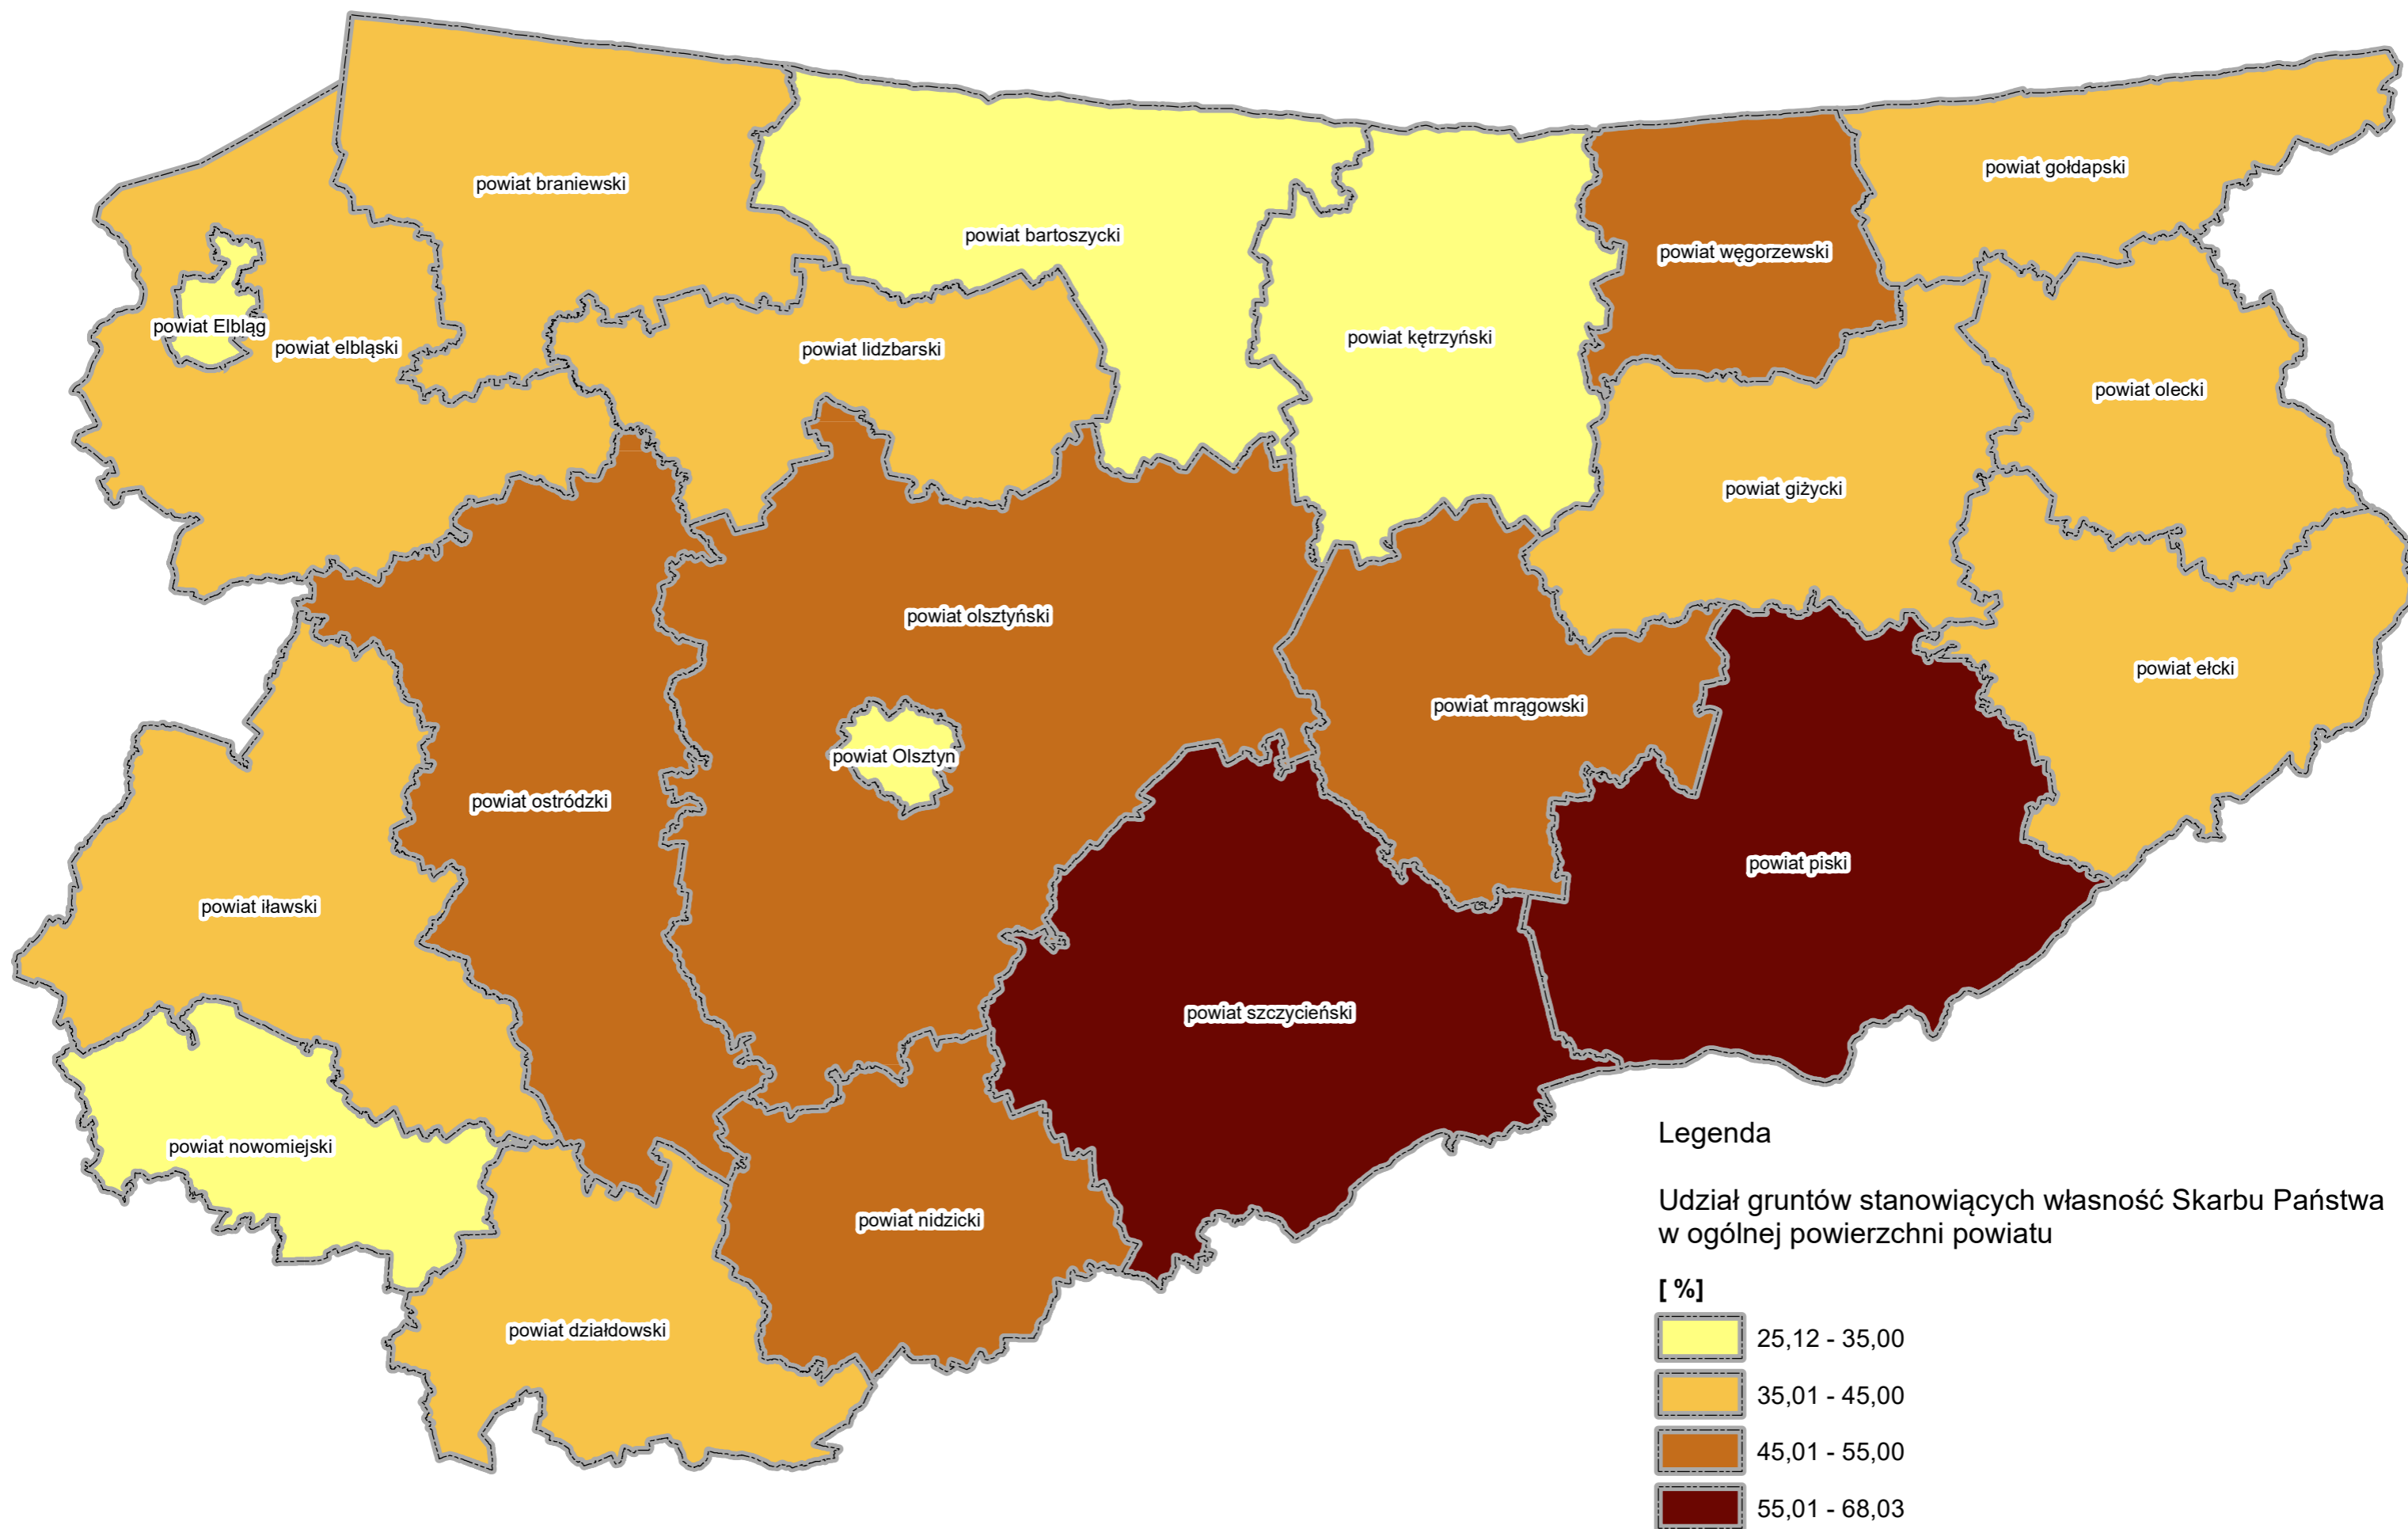 powiat gołdapski
powiat braniewski
powiat bartoszycki
powiat węgorzewski
powiat Elbląg
powiat kętrzyński
powiat elbląski
powiat lidzbarski
powiat olecki
powiat giżycki
powiat olsztyński
powiat ełcki
powiat mrągowski
powiat Olsztyn
powiat ostródzki
powiat piski
powiat iławski
powiat szczycieński
powiat nowomiejski
powiat nidzicki
powiat działdowski
Legenda
Udział gruntów stanowiących własność Skarbu Państwa
w ogólnej powierzchni powiatu
[ %]
25,12 - 35,00
35,01 - 45,00
45,01 - 55,00
55,01 - 68,03